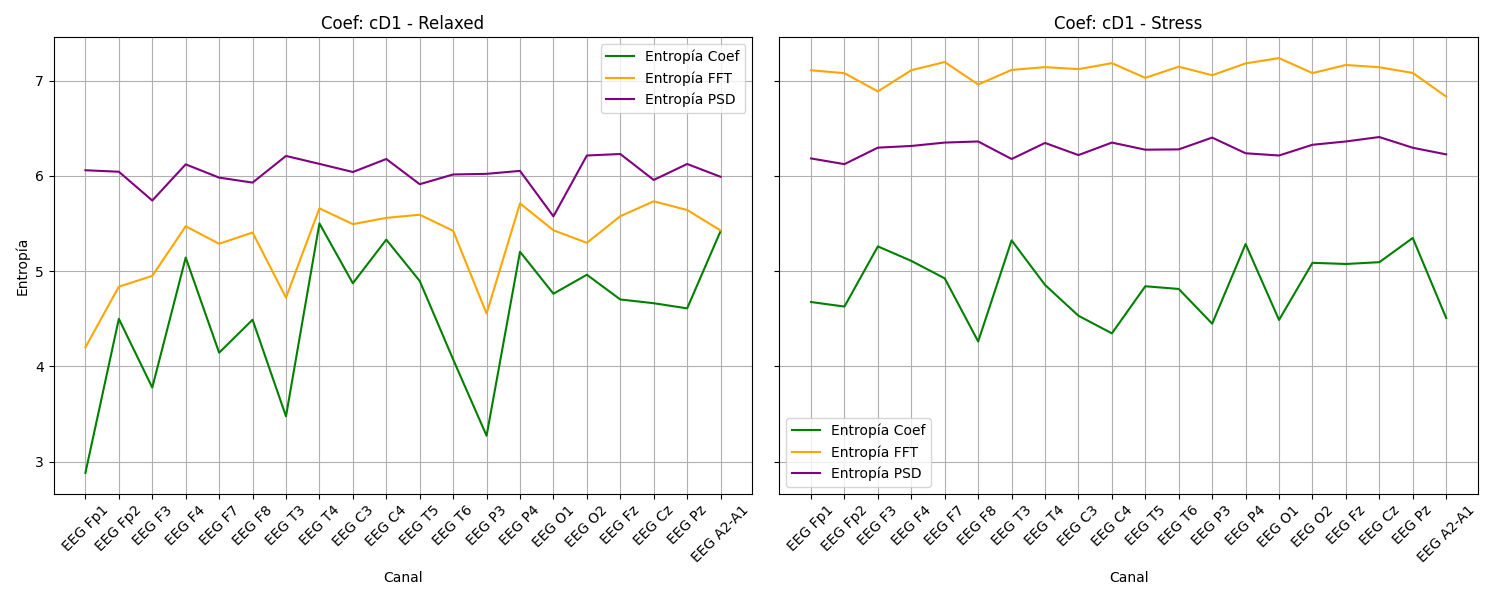 Coef: cD1 - Relaxed
Entropía Coef
Entropía FFT
Entropía PSD
7
6
5
4
3
Entropía
EEG Fp1
EEG Fp2
EEG F3
EEG F4
EEG F7
EEG F8
EEG T3
EEG T4
EEG C3
EEG C4
EEG T5
EEG T6
EEG P3
EEG P4
EEG O1
EEG O2
EEG Fz
EEG Cz
EEG Pz
EEG A2-A1
Canal
Coef: cD1 - Stress
Entropía Coef
Entropía FFT
Entropía PSD
EEG Fp1
EEG Fp2
EEG F3
EEG F4
EEG F7
EEG F8
EEG T3
EEG T4
EEG C3
EEG C4
EEG T5
EEG T6
EEG P3
EEG P4
EEG O1
EEG O2
EEG Fz
EEG Cz
EEG Pz
EEG A2-A1
Canal